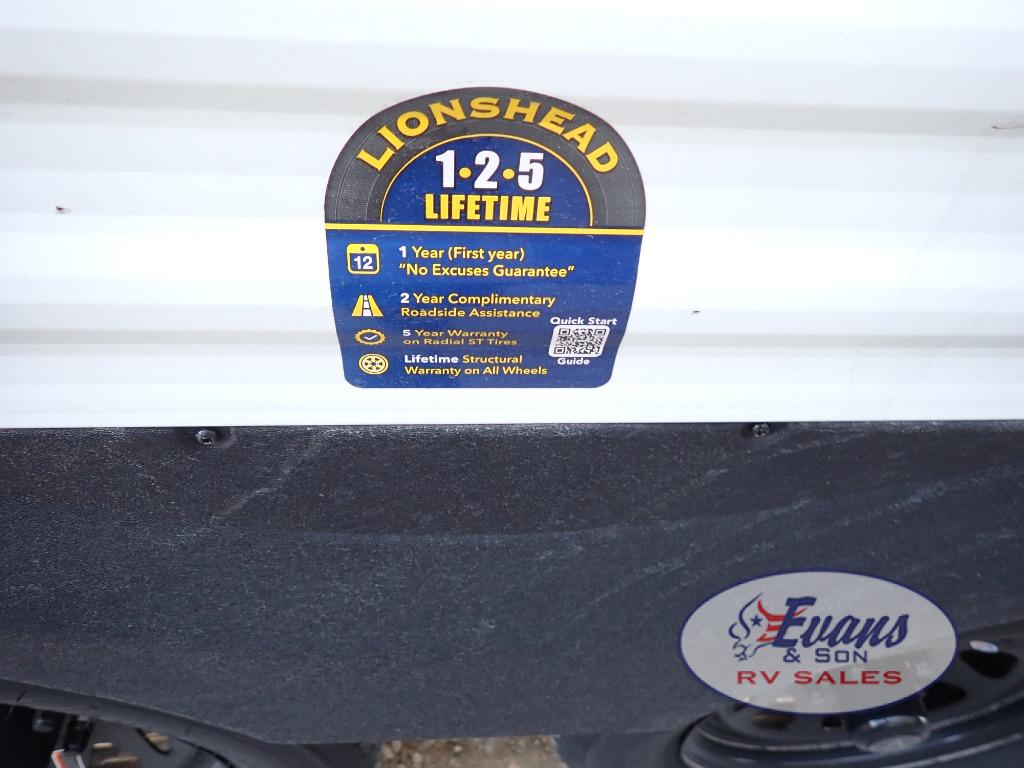 LIONSHEAD
1•2•5
LIFETIME
12
1 Year (First year)
"No Excuses Guarantee"
2 Year Complimentary
Roadside Assistance
5 Year Warranty
on Radial ST Tires
Lifetime Structural
Warranty on All Wheels
Quick Start
Guide
Evans
& SON
RV SALES